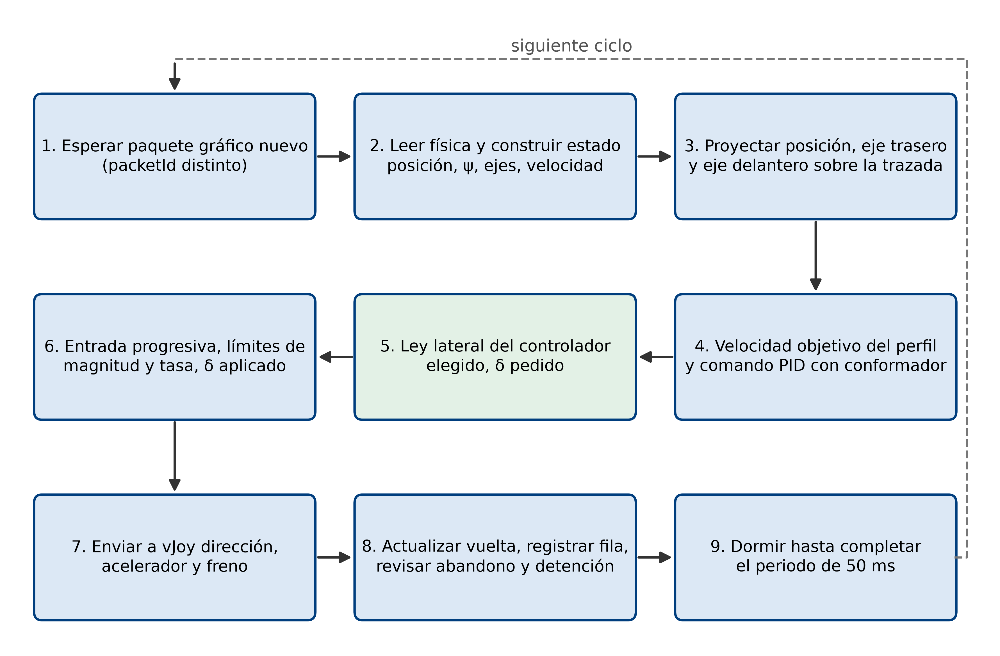 siguiente ciclo
1. Esperar paquete gráfico nuevo
(packetId distinto)
2. Leer física y construir estado
posición, ψ, ejes, velocidad
3. Proyectar posición, eje trasero
y eje delantero sobre la trazada
4. Velocidad objetivo del perfil
y comando PID con conformador
5. Ley lateral del controlador
elegido, δ pedido
6. Entrada progresiva, límites de
magnitud y tasa, δ aplicado
7. Enviar a vJoy dirección,
acelerador y freno
8. Actualizar vuelta, registrar fila,
revisar abandono y detención
9. Dormir hasta completar
el periodo de 50 ms